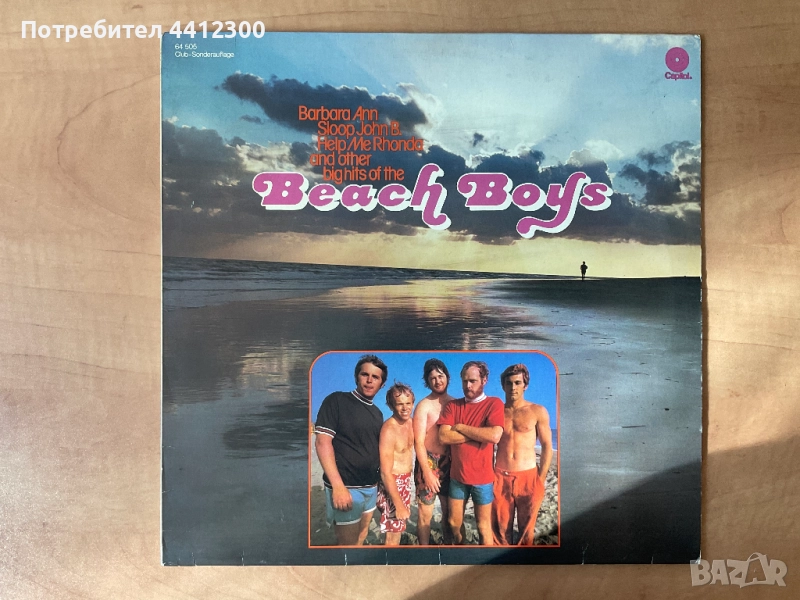 Потребител 4412300
64 505
Club-Sonderauflage
Capitol.
Barbara Ann
Sloop John B.
Help Me Rhonda
and other
big hits of the
Beach Boys
BAZAR